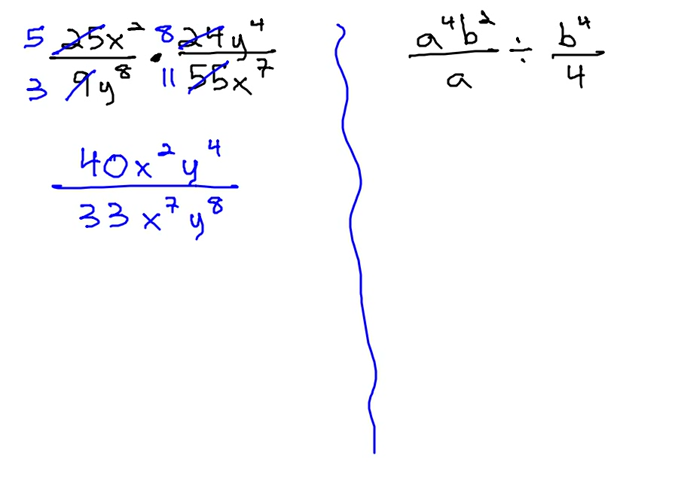 5 25x² / 9y⁸ 3 · 8 24y⁴ / 55x⁷ 11
40x²y⁴ / 33x⁷y⁸
a⁴b² / a ÷ b⁴ / 4